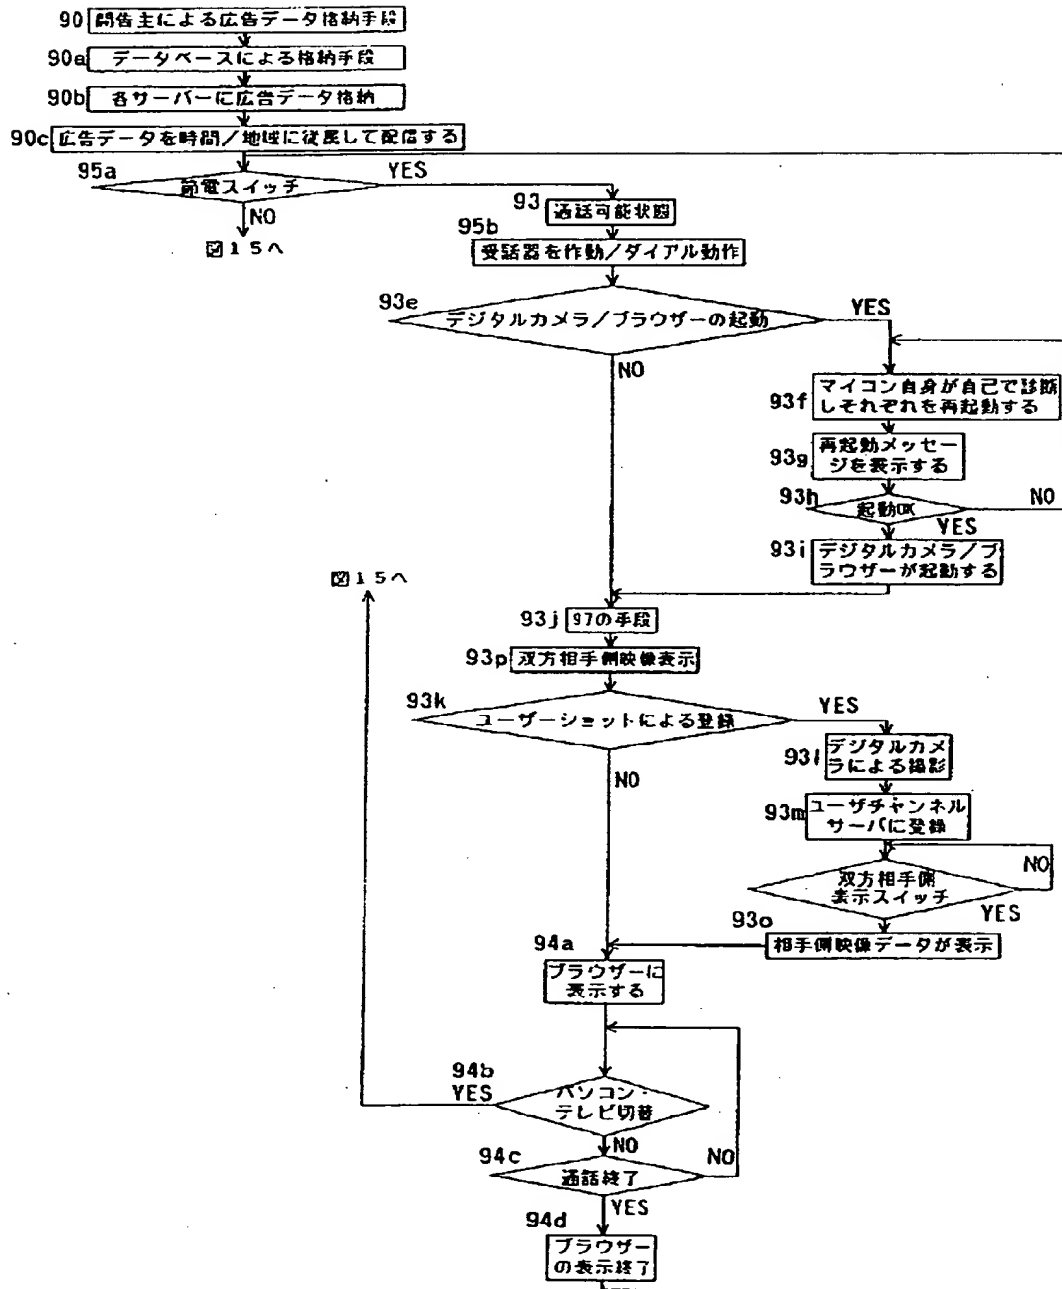 90 開告主による広告データ格納手段
90a データベースによる格納手段
90b 各サーバーに広告データ格納
90c 広告データを時間／地域に従属して配信する
95a 節電スイッチ YES
NO
図１５へ
93 通話可能状態
95b 受話器を作動／ダイアル動作
93e デジタルカメラ／ブラウザーの起動 YES
NO
93f マイコン自身が自己で診断
しそれぞれを再起動する
93g 再起動メッセー
ジを表示する
93h 起動OK NO
YES
93i デジタルカメラ／ブ
ラウザーが起動する
図１５へ
93j 97の手段
93p 双方相手側映像表示
93k ユーザーショットによる登録 YES
NO
93l デジタルカメ
ラによる撮影
93m ユーザチャンネル
サーバに登録
双方相手側
表示スイッチ NO
YES
93o 相手側映像データが表示
94a ブラウザーに
表示する
94b パソコン・
テレビ切替
YES
NO
94c 通話終了 NO
YES
94d ブラウザー
の表示終了